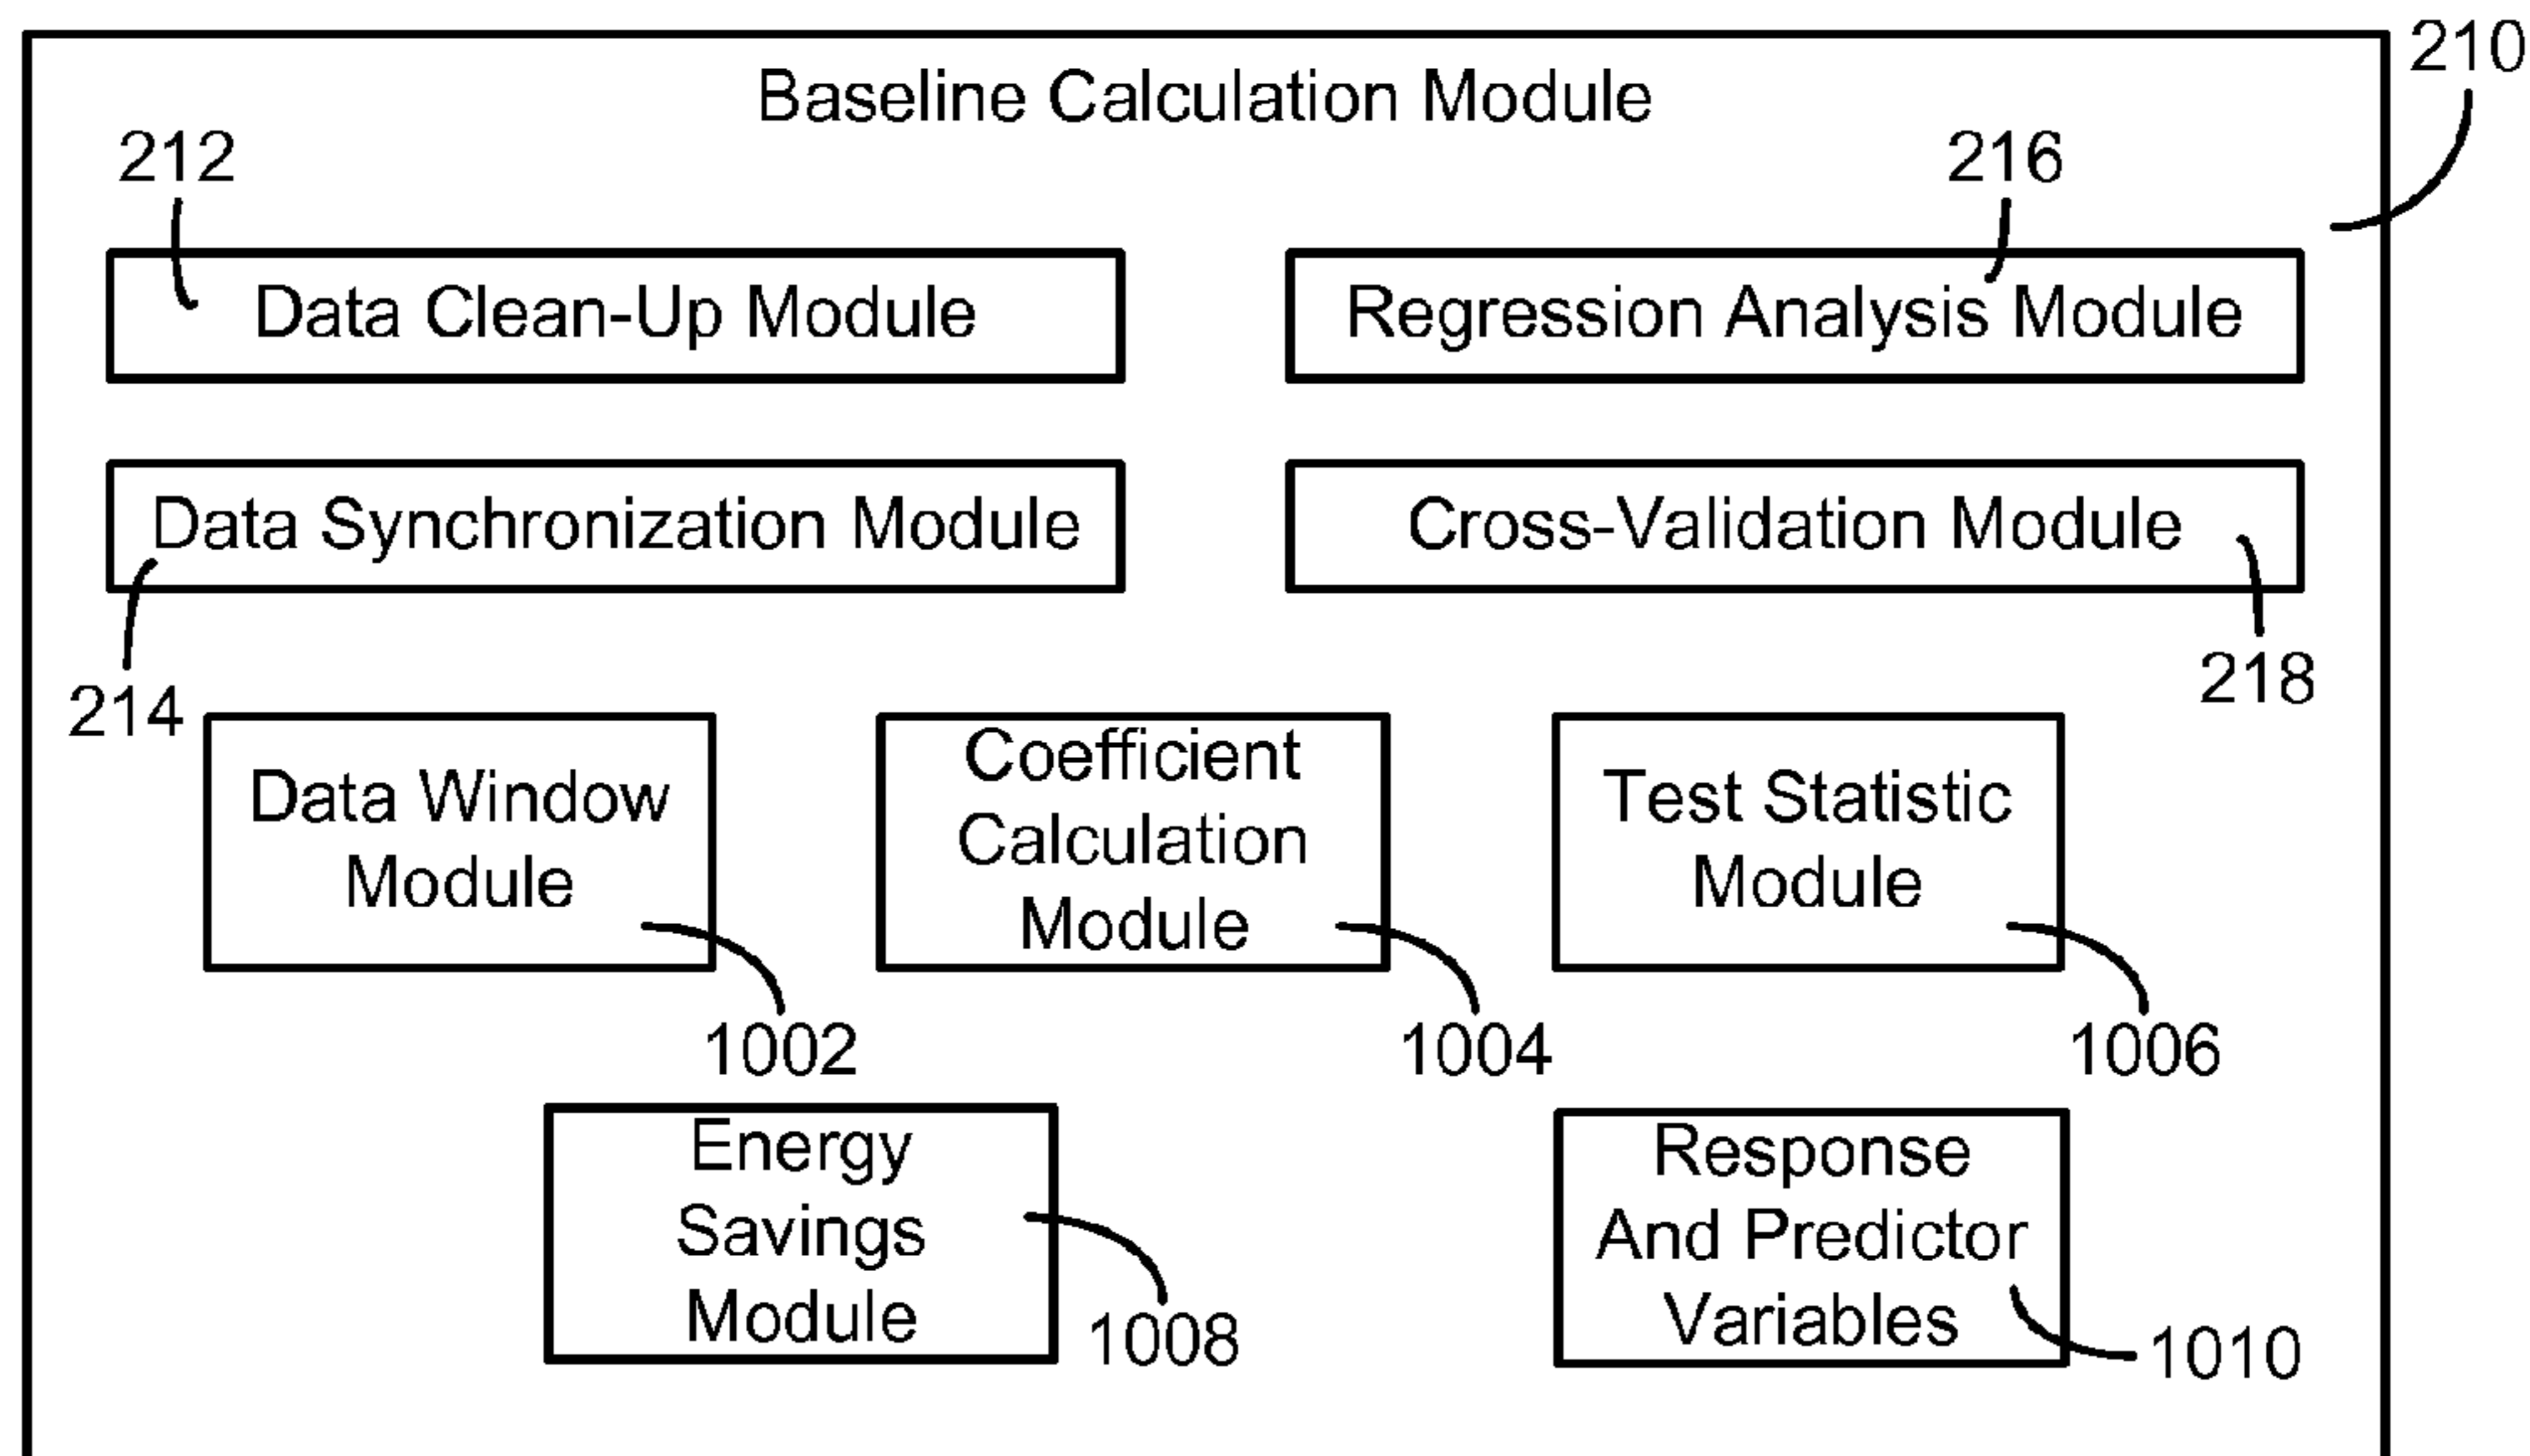 210
Baseline Calculation Module
212
216
Data Clean-Up Module
Regression Analysis Module
Data Synchronization Module
Cross-Validation Module
214
218
Data Window
Module
Coefficient
Calculation
Module
Test Statistic
Module
1002
1004
1006
Energy
Savings
Module
Response
And Predictor
Variables
1008
1010